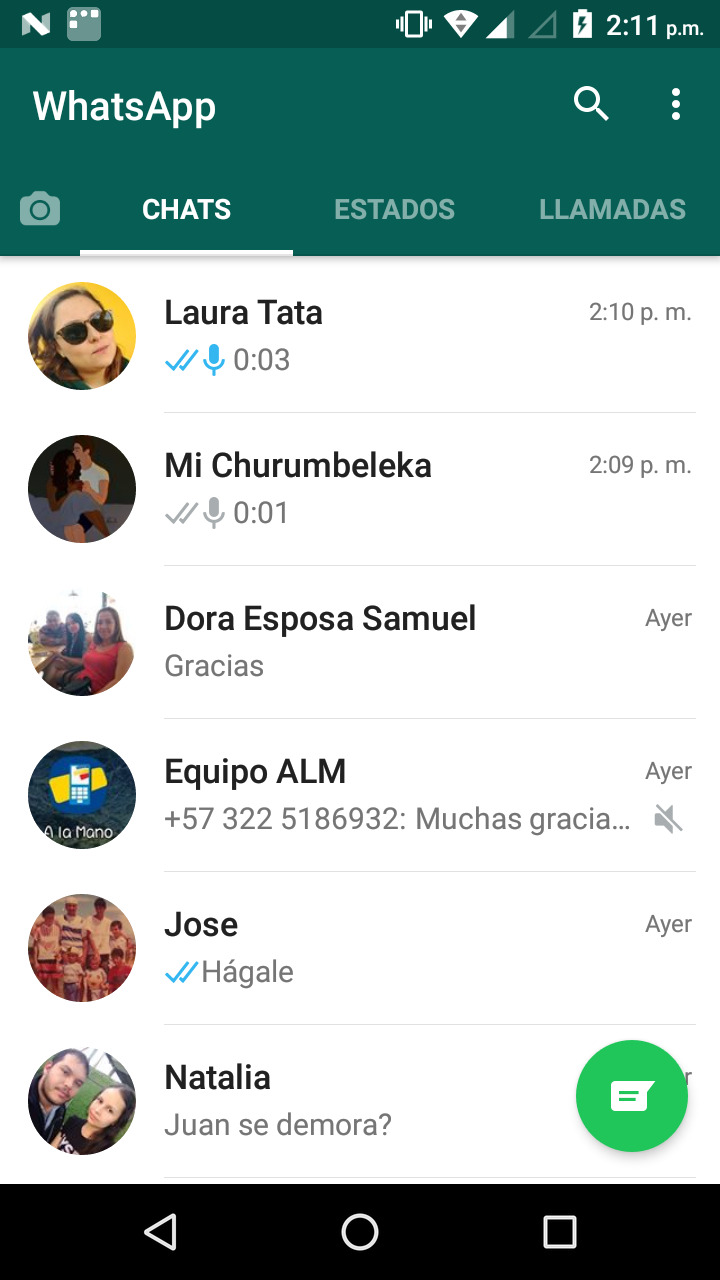 2:11 p.m.
WhatsApp
CHATS
ESTADOS
LLAMADAS
Laura Tata
2:10 p. m.
0:03
Mi Churumbeleka
2:09 p. m.
0:01
Dora Esposa Samuel
Ayer
Gracias
Equipo ALM
Ayer
A la Mano
+57 322 5186932: Muchas gracia...
Jose
Ayer
Hágale
Natalia
r
Juan se demora?